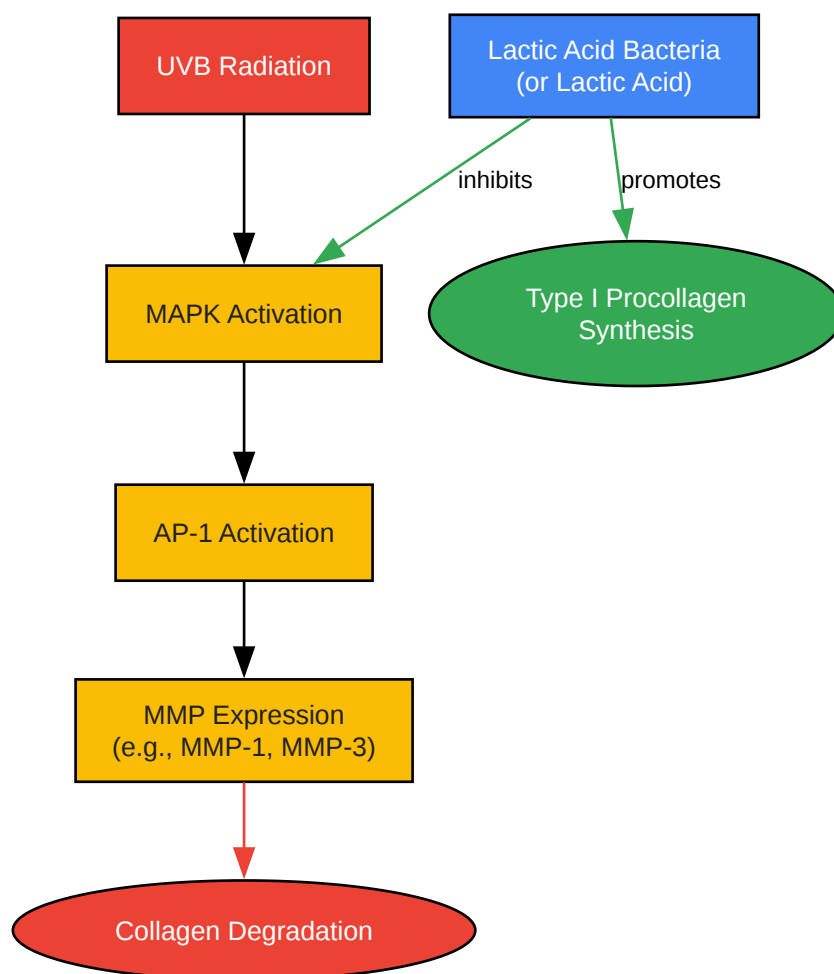 UVB Radiation
Lactic Acid Bacteria
(or Lactic Acid)
inhibits
promotes
MAPK Activation
Type I Procollagen
Synthesis
AP-1 Activation
MMP Expression
(e.g., MMP-1, MMP-3)
Collagen Degradation